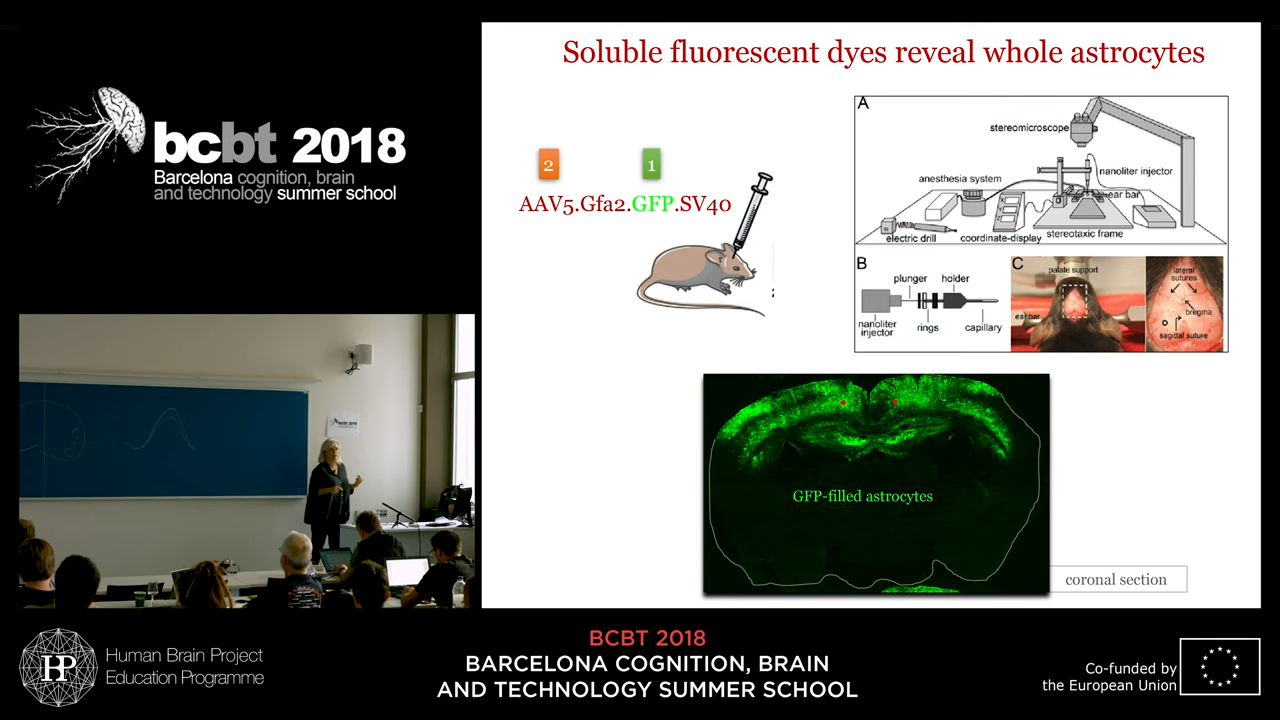 bcbt 2018
Barcelona cognition, brain
and technology summer school
Soluble fluorescent dyes reveal whole astrocytes
2
1
AAV5.Gfa2.GFP.SV40
A
stereomicroscope
nanoliter injector
anesthesia system
ear bar
electric drill
coordinate-display
stereotaxic frame
B
plunger
holder
nanoliter
injector
rings
capillary
C
palate support
ear bar
lateral
sutures
bregma
sagittal suture
GFP-filled astrocytes
coronal section
bcbt 2018
HP
Human Brain Project
Education Programme
BCBT 2018
BARCELONA COGNITION, BRAIN
AND TECHNOLOGY SUMMER SCHOOL
Co-funded by
the European Union